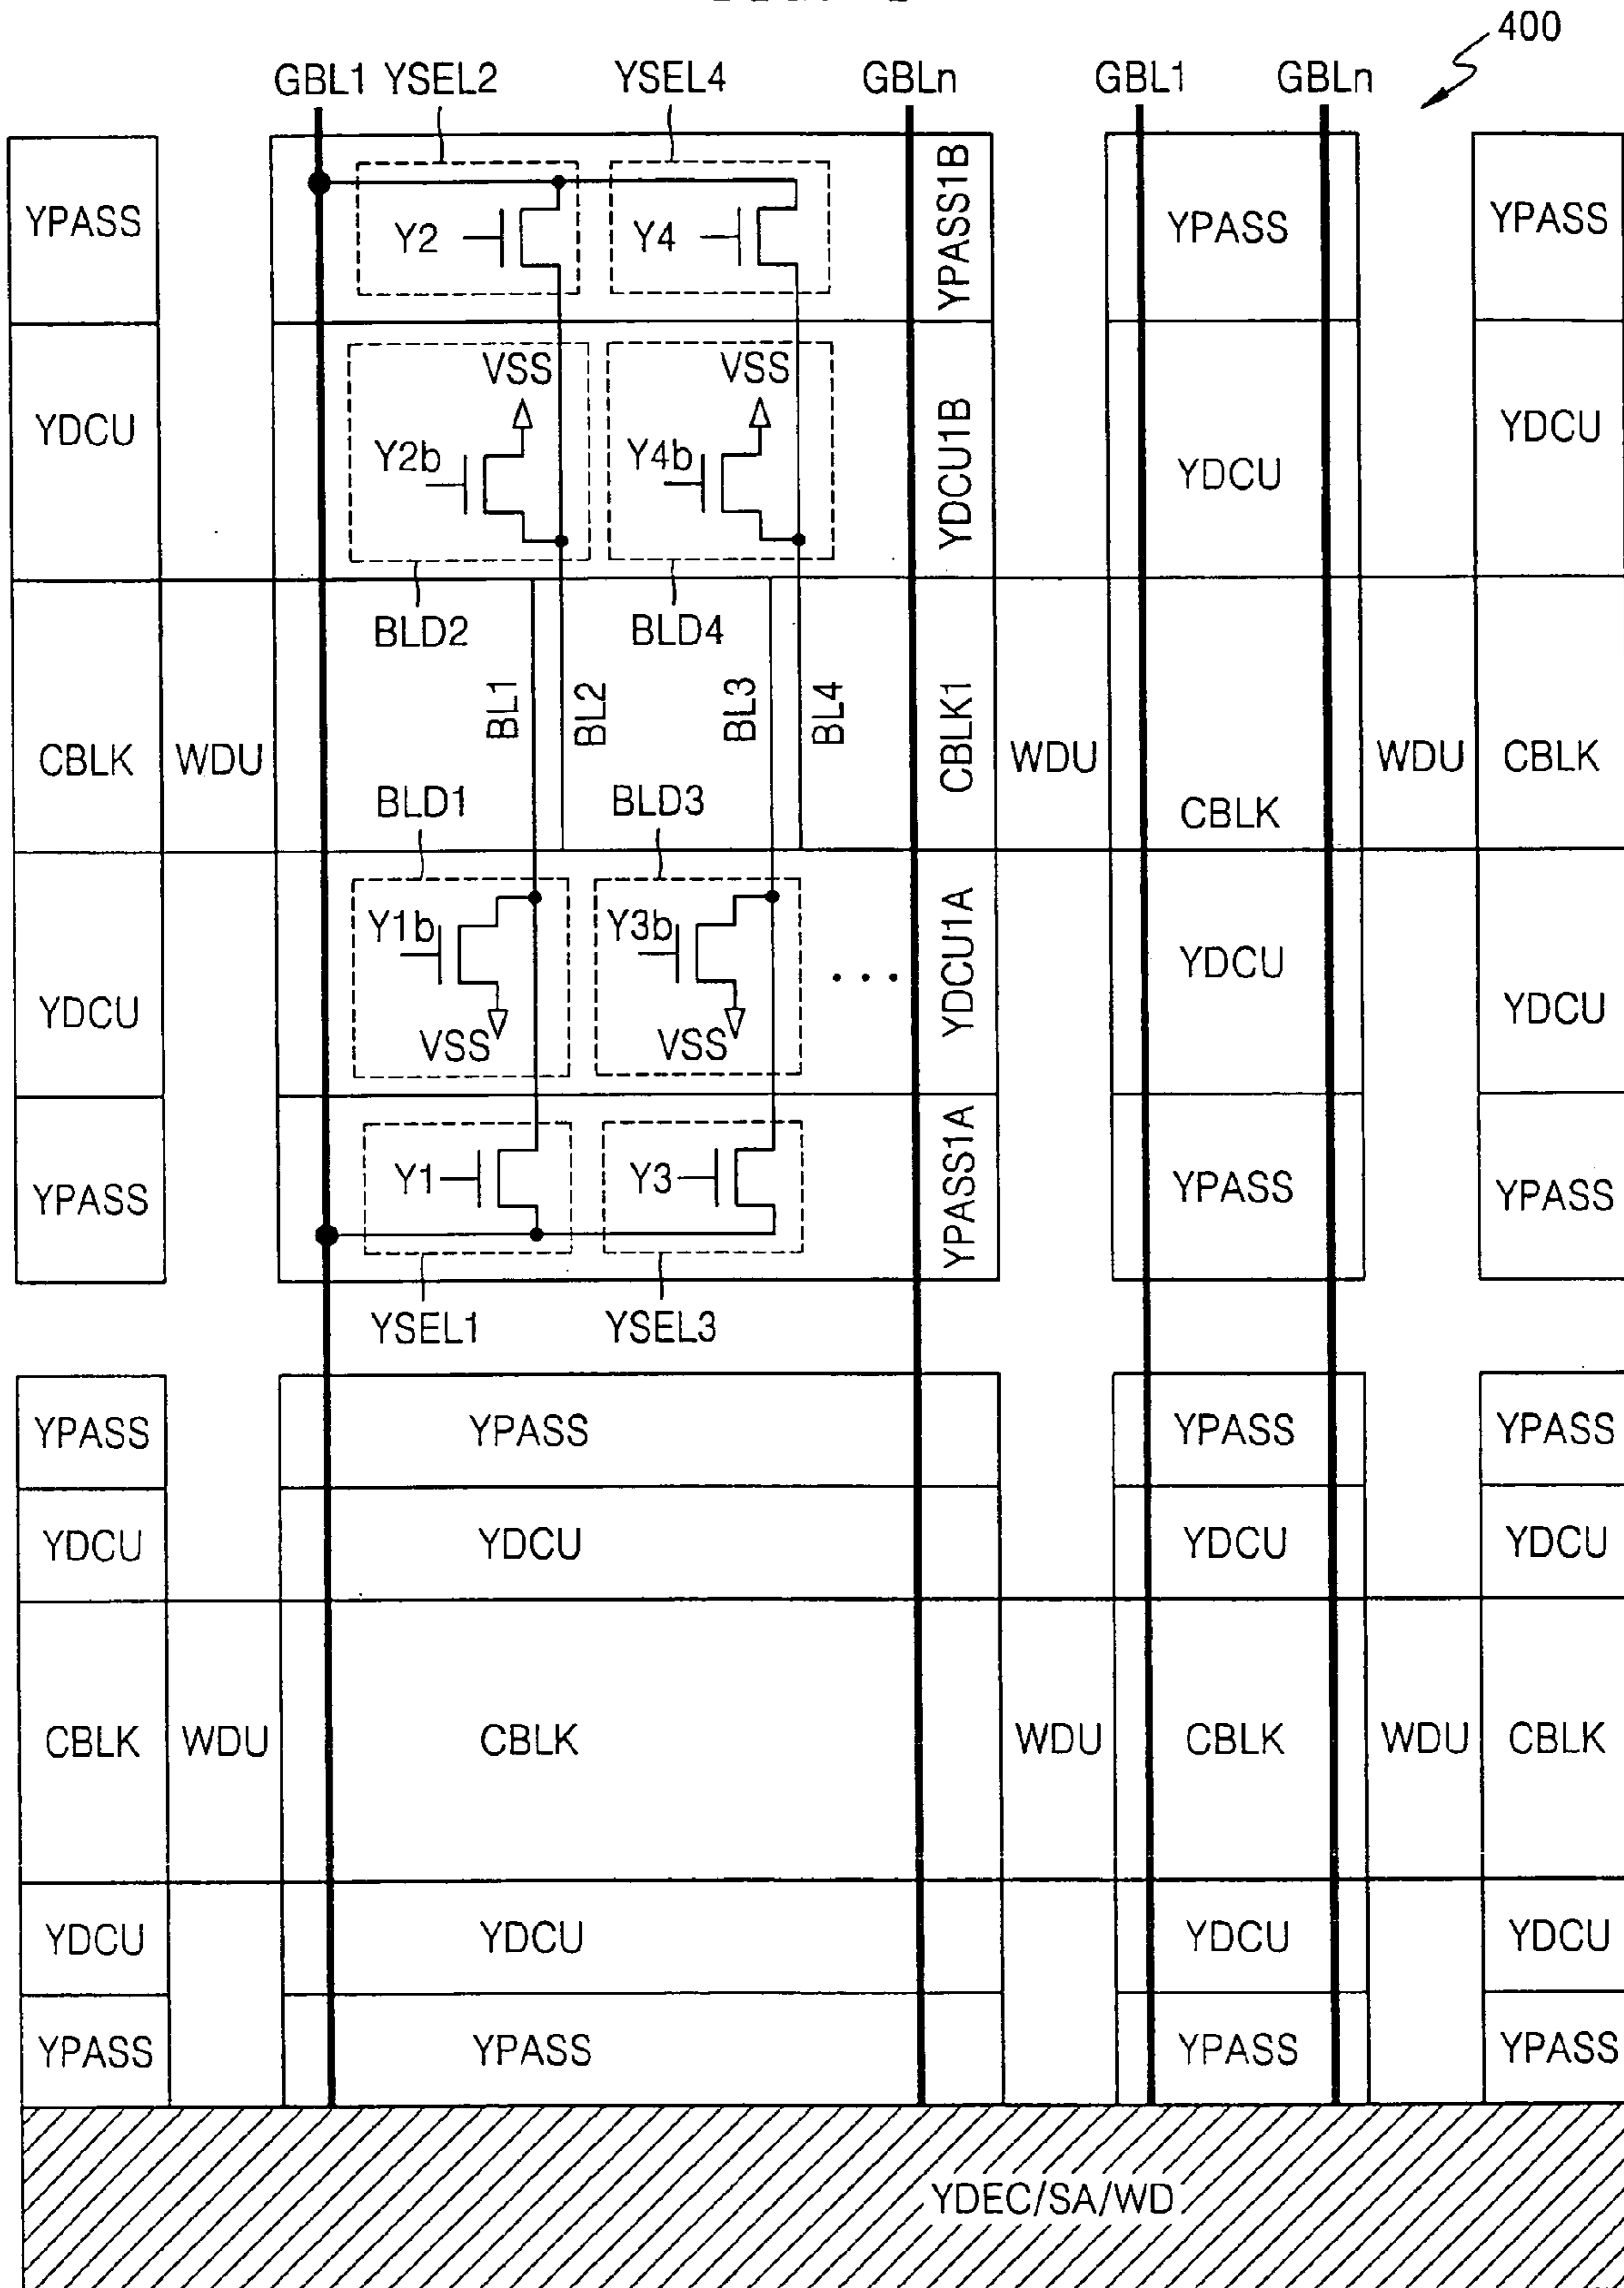 400
GBL1 YSEL2 YSEL4 GBLn GBL1 GBLn
YPASS Y2 Y4 YPASS1B YPASS YPASS
VSS VSS
YDCU Y2b Y4b YDCU1B YDCU YDCU
BLD2 BLD4
BL1 BL2 BL3 BL4
CBLK WDU CBLK1 WDU CBLK WDU CBLK
BLD1 BLD3
Y1b Y3b ... YDCU1A YDCU
YDCU VSS VSS YDCU
YPASS Y1 Y3 YPASS1A YPASS YPASS
YSEL1 YSEL3
YPASS YPASS YPASS YPASS
YDCU YDCU YDCU YDCU
CBLK WDU CBLK WDU CBLK WDU CBLK
YDCU YDCU YDCU YDCU
YPASS YPASS YPASS YPASS
YDEC/SA/WD